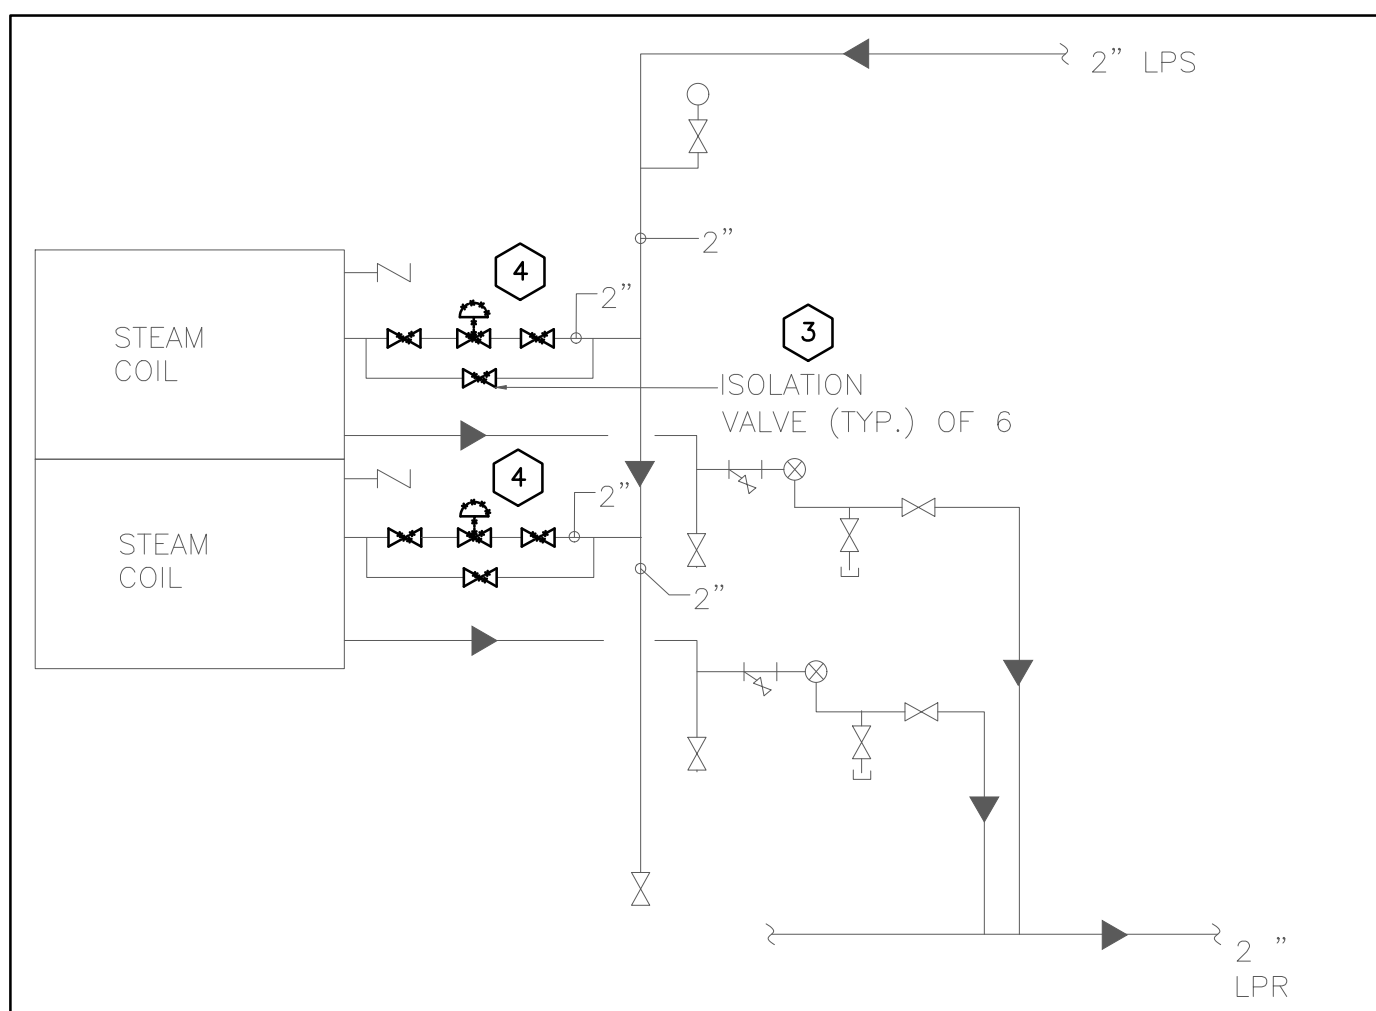 2” LPS
2”
4
2”
3
STEAM
COIL
ISOLATION
VALVE (TYP.) OF 6
4
2”
STEAM
COIL
2”
2 ”
LPR